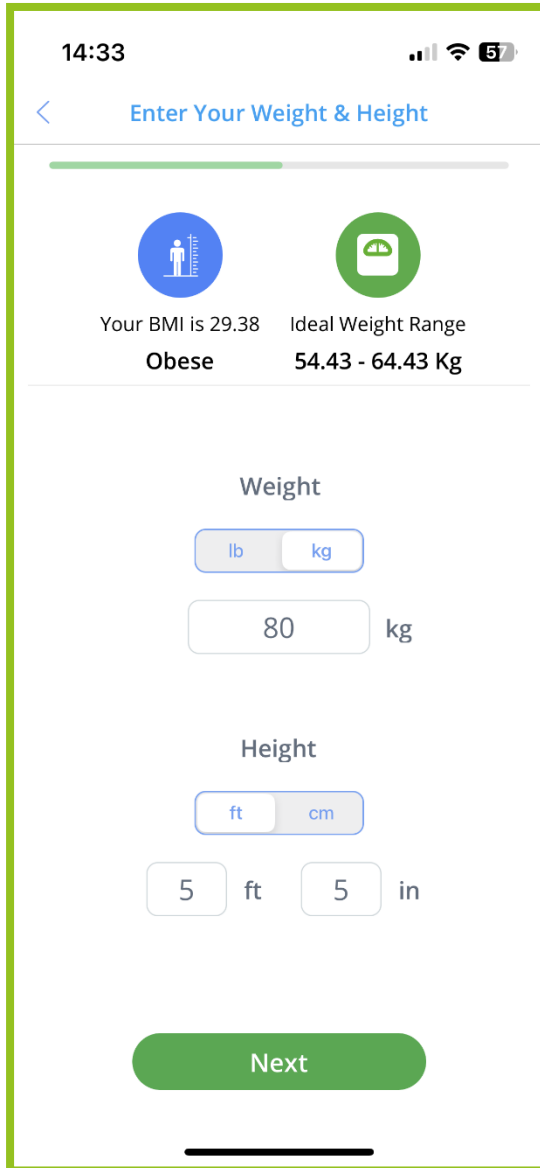 14:33
57
Enter Your Weight & Height
Your BMI is 29.38
Ideal Weight Range
Obese
54.43 - 64.43 Kg
Weight
lb
kg
80
kg
Height
ft
cm
5 ft 5 in
Next